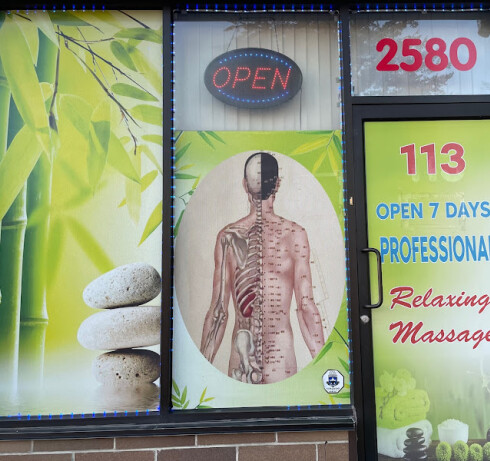 OPEN
2580
113
OPEN 7 DAYS
PROFESSIONAL
Relaxing
Massage